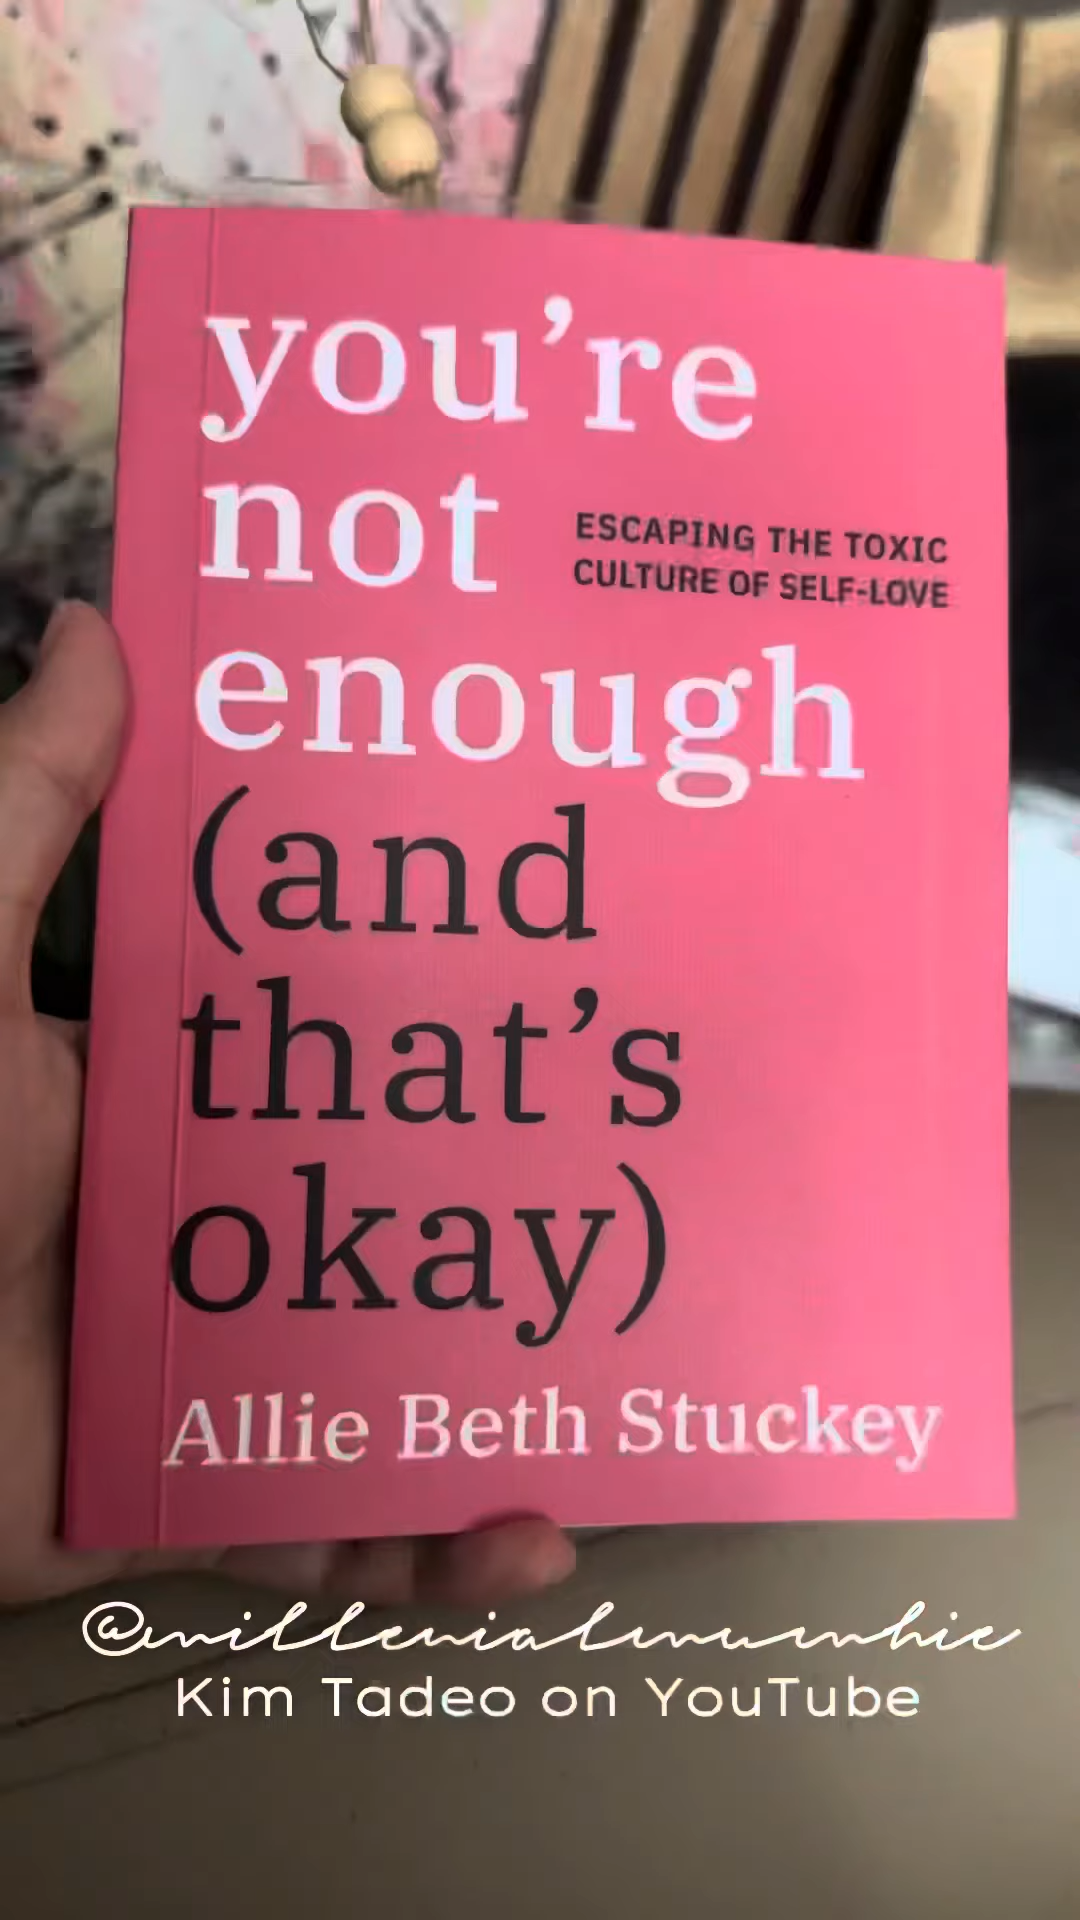 you're
not
ESCAPING THE TOXIC
CULTURE OF SELF-LOVE
enough
(and
that's
okay)
Allie Beth Stuckey
@millenialmumhie
Kim Tadeo on YouTube